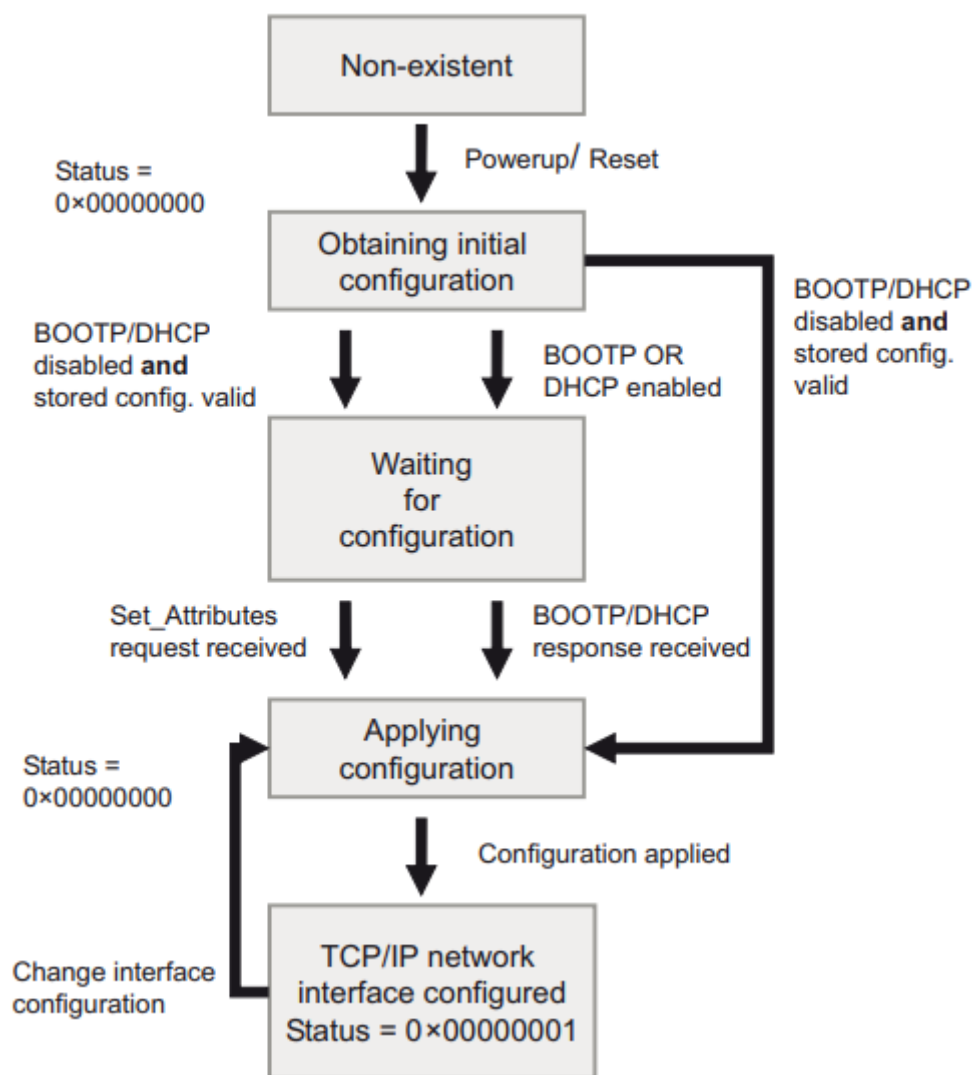 Non-existent
Powerup/ Reset
Status =
0×00000000
Obtaining initial
configuration
BOOTP/DHCP
disabled and
stored config. valid
BOOTP OR
DHCP enabled
BOOTP/DHCP
disabled and
stored config.
valid
Waiting
for
configuration
Set_Attributes
request received
BOOTP/DHCP
response received
Applying
configuration
Status =
0×00000000
Configuration applied
Change interface
configuration
TCP/IP network
interface configured
Status = 0×00000001